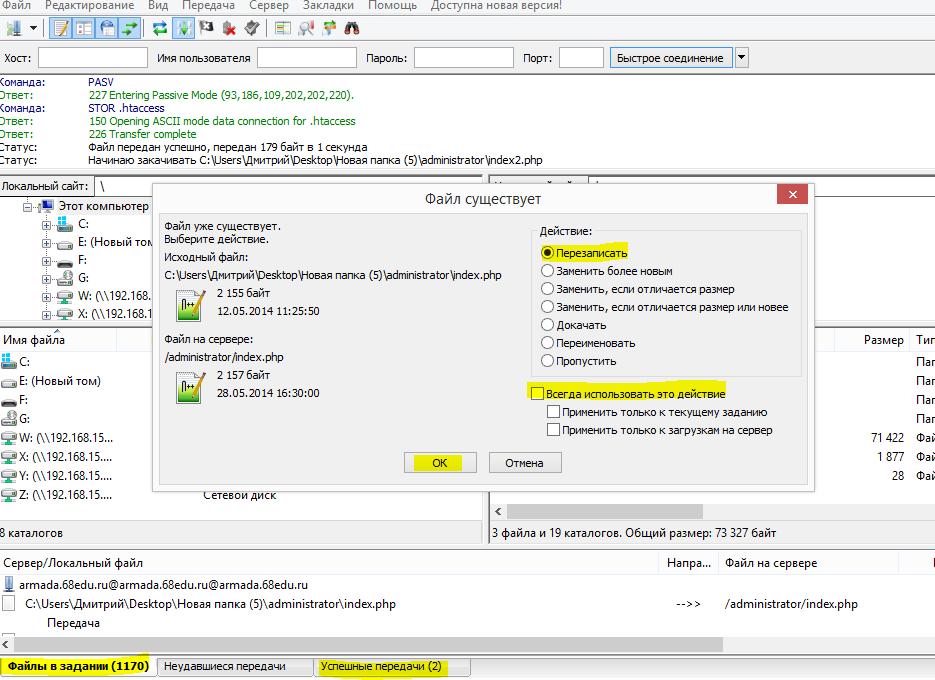 Файл Редактирование Вид Передача Сервер Закладки Помощь Доступна новая версия!
Хост: Имя пользователя Пароль: Порт: Быстрое соединение
Команда: PASV
Ответ: 227 Entering Passive Mode (93,186,109,202,202,220).
Команда: STOR .htaccess
Ответ: 150 Opening ASCII mode data connection for .htaccess
Ответ: 226 Transfer complete
Статус: Файл передан успешно, передан 179 байт в 1 секунда
Статус: Начинаю закачивать C:\Users\Дмитрий\Desktop\Новая папка (5)\administrator\index2.php
Локальный сайт: \
Этот компьютер
C:
E: (Новый том
F:
G:
W: (\\192.168.
X: (\\192.168.1
Файл существует
Файл уже существует.
Выберите действие.
Исходный файл:
C:\Users\Дмитрий\Desktop\Новая папка (5)\administrator\index.php
2 155 байт
12.05.2014 11:25:50
Файл на сервере:
/administrator/index.php
2 157 байт
28.05.2014 16:30:00
Действие:
Перезаписать
Заменить более новым
Заменить, если отличается размер
Заменить, если отличается размер или новее
Докачать
Переименовать
Пропустить
Всегда использовать это действие
Применить только к текущему заданию
Применить только к загрузкам на сервер
OK Отмена
Имя файла
C:
E: (Новый том)
F:
G:
W: (\\192.168.15....
X: (\\192.168.15....
Y: (\\192.168.15....
Z: (\\192.168.15.... Сетевой диск
8 каталогов
Размер Тип
Пап
Пап
Пап
Пап
71 422 Фай
1 877 Фай
28 Фай
3 файла и 19 каталогов. Общий размер: 73 327 байт
Сервер/Локальный файл Напра... Файл на сервере
armada.68edu.ru@armada.68edu.ru@armada.68edu.ru
C:\Users\Дмитрий\Desktop\Новая папка (5)\administrator\index.php -->> /administrator/index.php
Передача
Файлы в задании (1170) Неудавшиеся передачи Успешные передачи (2)